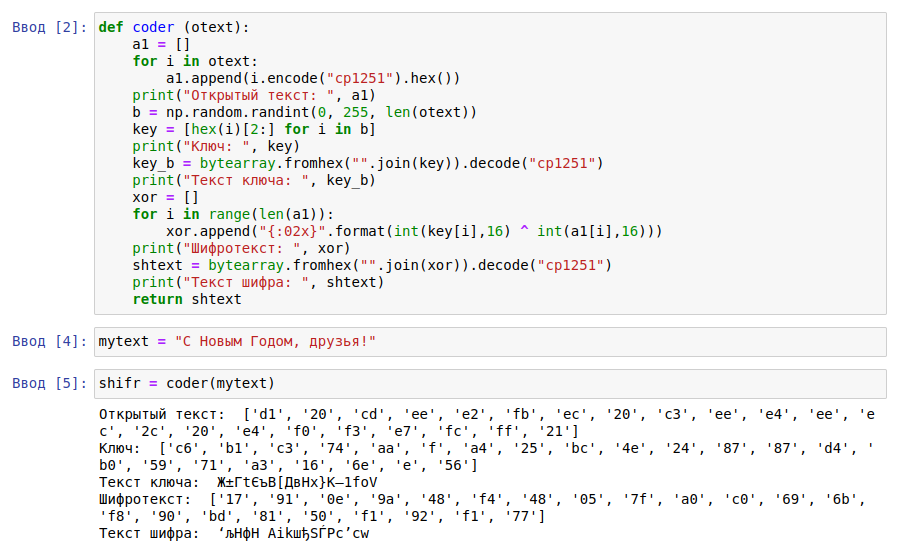 Ввод [2]: def coder (otext):
    a1 = []
    for i in otext:
        a1.append(i.encode("cp1251").hex())
    print("Открытый текст: ", a1)
    b = np.random.randint(0, 255, len(otext))
    key = [hex(i)[2:] for i in b]
    print("Ключ: ", key)
    key_b = bytearray.fromhex("".join(key)).decode("cp1251")
    print("Текст ключа: ", key_b)
    xor = []
    for i in range(len(a1)):
        xor.append("{:02x}".format(int(key[i],16) ^ int(a1[i],16)))
    print("Шифротекст: ", xor)
    shtext = bytearray.fromhex("".join(xor)).decode("cp1251")
    print("Текст шифра: ", shtext)
    return shtext
Ввод [4]: mytext = "С Новым Годом, друзья!"
Ввод [5]: shifr = coder(mytext)
Открытый текст:  ['d1', '20', 'cd', 'ee', 'e2', 'fb', 'ec', '20', 'c3', 'ee', 'e4', 'ee', 'e
c', '2c', '20', 'e4', 'f0', 'f3', 'e7', 'fc', 'ff', '21']
Ключ:  ['c6', 'b1', 'c3', '74', 'aa', 'f', 'a4', '25', 'bc', '4e', '24', '87', '87', 'd4', '
b0', '59', '71', 'a3', '16', '6e', 'e', '56']
Текст ключа:  Ж±ГtЄъB[ДвНх}К—1foV
Шифротекст:  ['17', '91', '0e', '9a', '48', 'f4', '48', '05', '7f', 'a0', 'c0', '69', '6b',
'f8', '90', 'bd', '81', '50', 'f1', '92', 'f1', '77']
Текст шифра:  ‘љHфH АikшђЅЃPс’сw